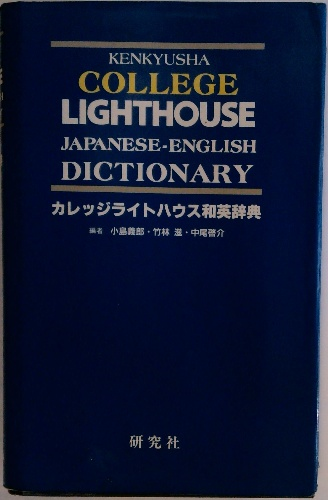 KENKYUSHA
COLLEGE
LIGHTHOUSE
JAPANESE-ENGLISH
DICTIONARY
カレッジライトハウス和英辞典
編者 小島義郎・竹林 滋・中尾啓介
研究社